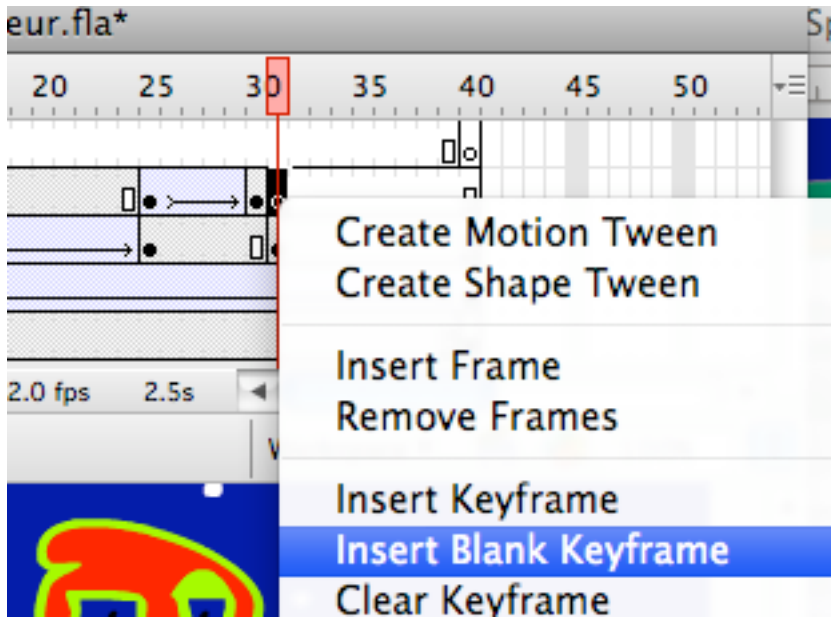 eur.fla*
Sp
20 25 30 35 40 45 50
Create Motion Tween
Create Shape Tween
Insert Frame
Remove Frames
2.0 fps 2.5s
Insert Keyframe
Insert Blank Keyframe
Clear Keyframe